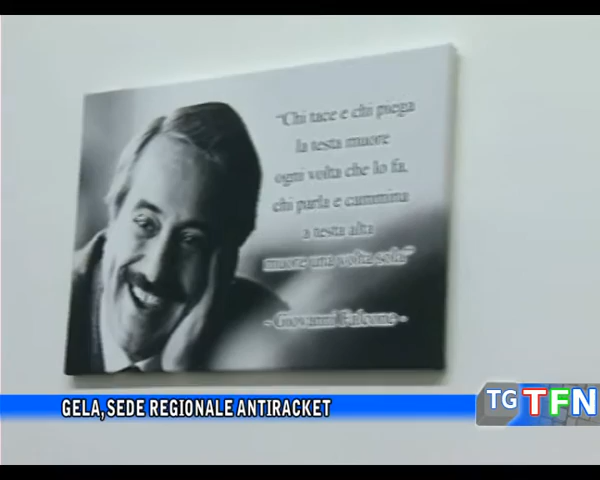 "Chi tace e chi piega
la testa muore
ogni volta che lo fa,
chi parla e cammina
a testa alta
muore una volta sola"
- Giovanni Falcone -
GELA, SEDE REGIONALE ANTIRACKET
TG TFN